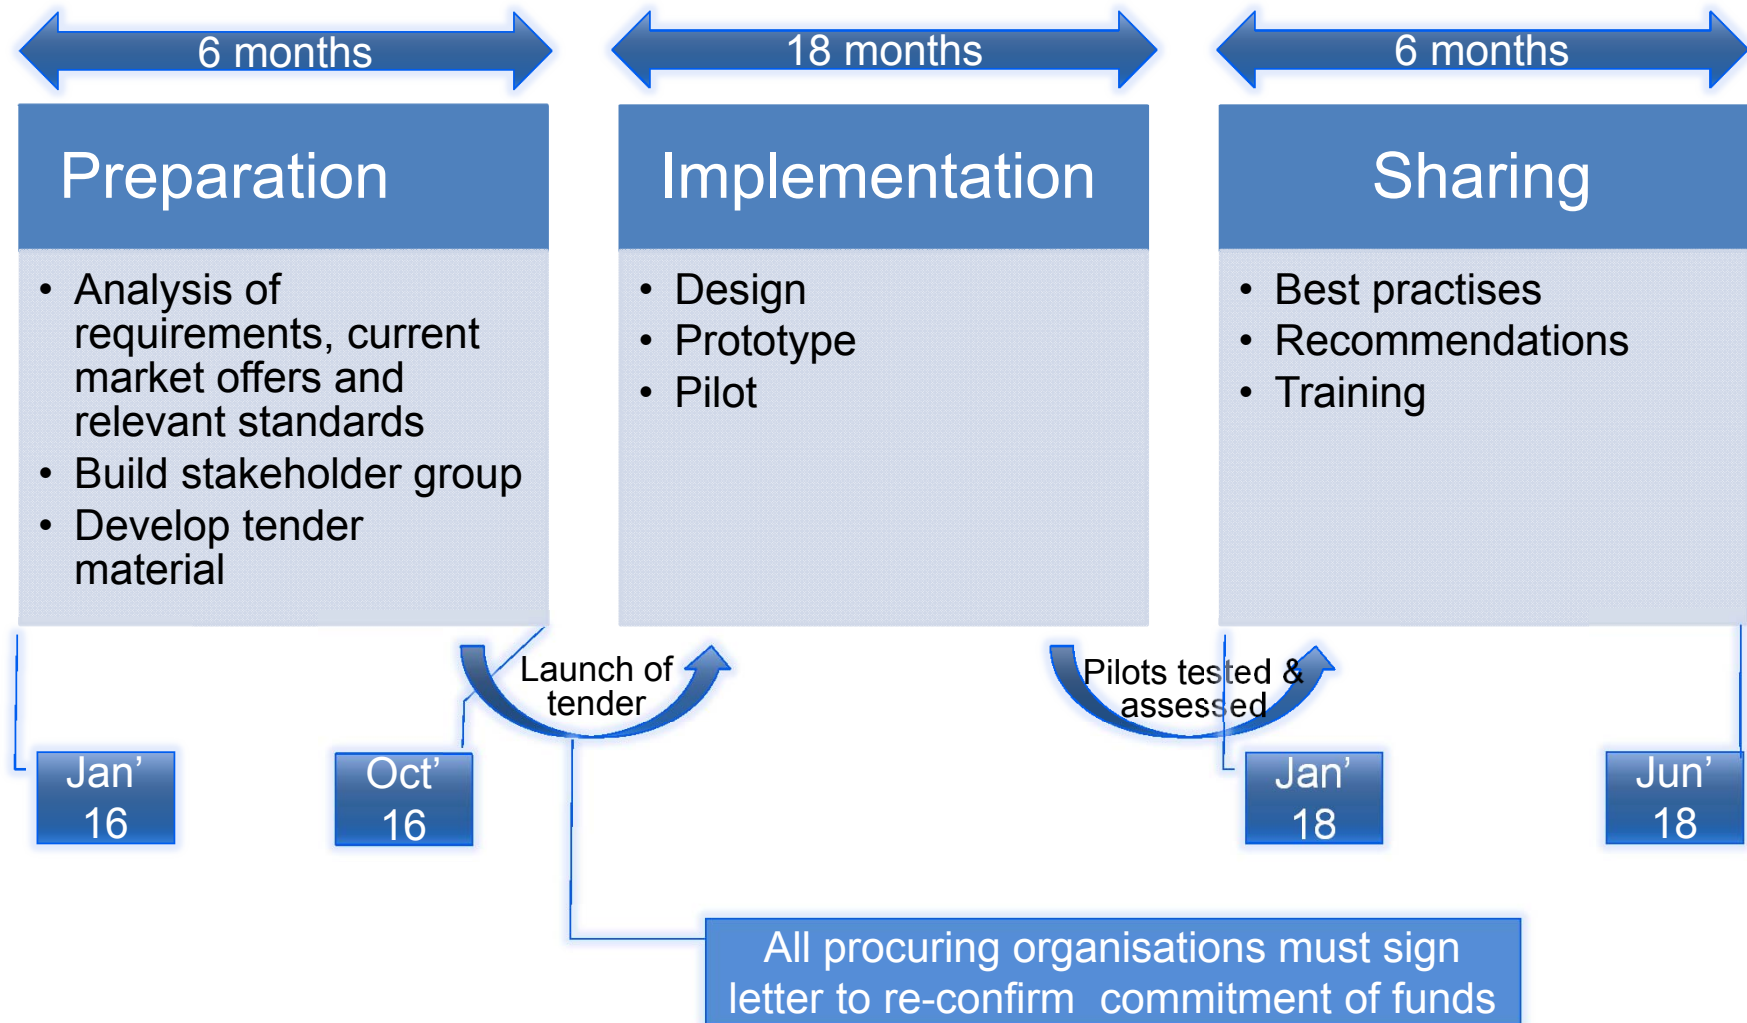 6 months
18 months
6 months
Preparation
• Analysis of
requirements, current
market offers and
relevant standards
• Build stakeholder group
• Develop tender
material
Implementation
• Design
• Prototype
• Pilot
Sharing
• Best practises
• Recommendations
• Training
Launch of
tender
Pilots tested &
assessed
Jan’
16
Oct’
16
Jan’
18
Jun’
18
All procuring organisations must sign
letter to re-confirm commitment of funds